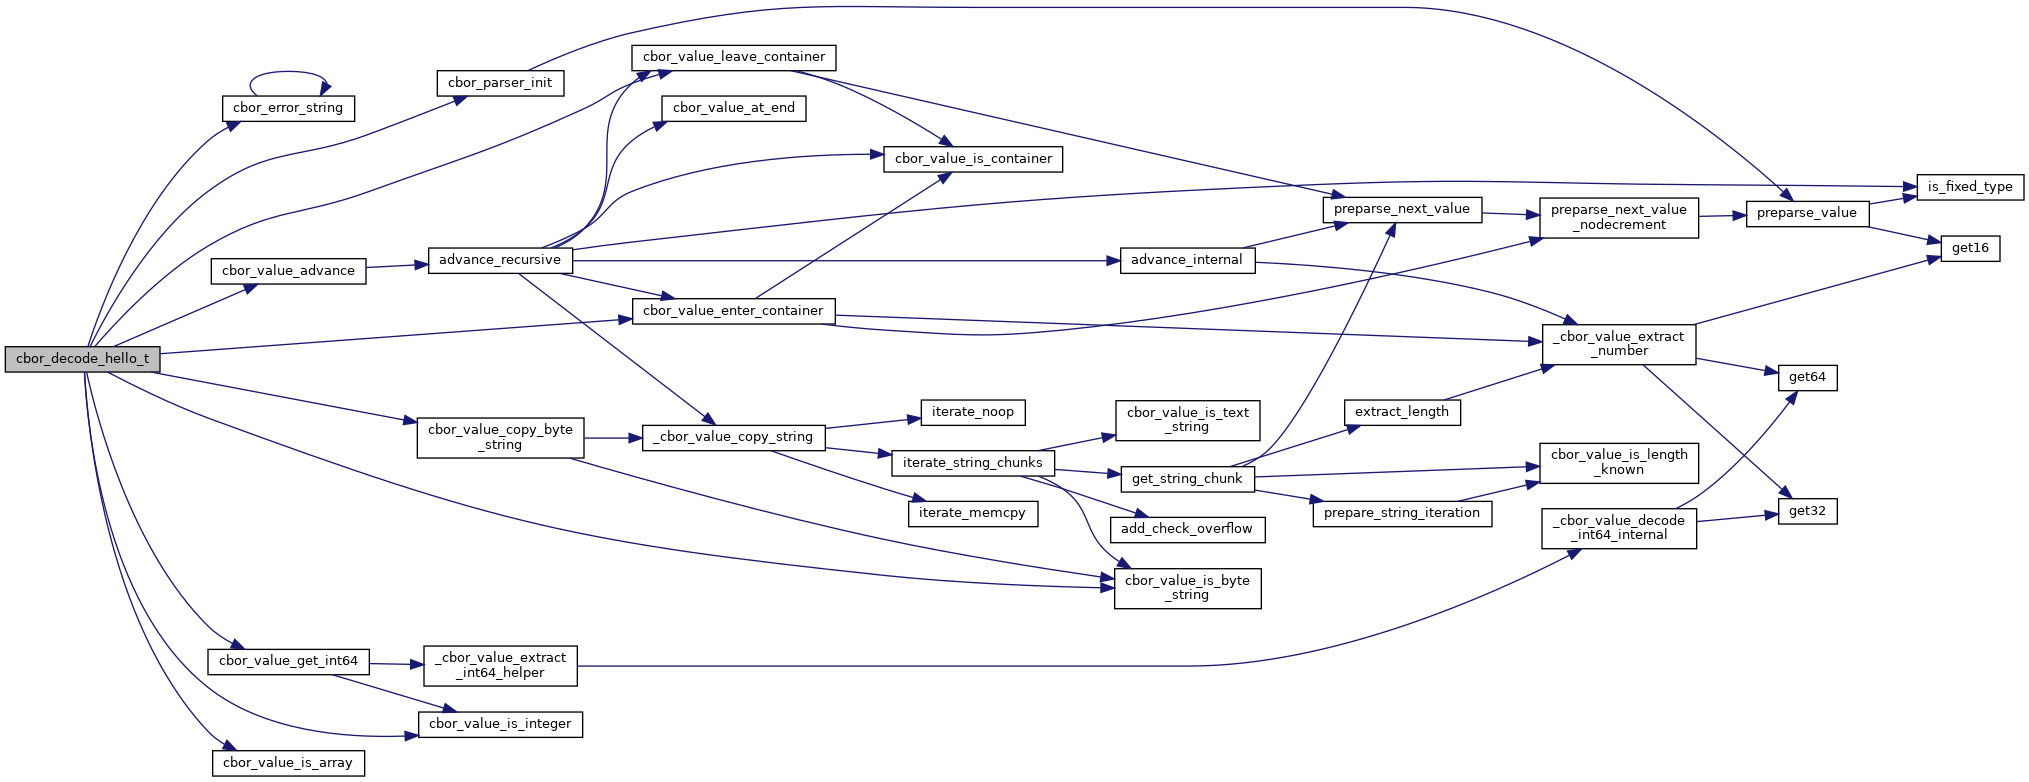 cbor_decode_hello_t
cbor_error_string
cbor_parser_init
cbor_value_leave_container
cbor_value_at_end
cbor_value_is_container
cbor_value_advance
advance_recursive
cbor_value_enter_container
advance_internal
preparse_next_value
preparse_next_value
_nodecrement
preparse_value
is_fixed_type
get16
_cbor_value_extract
_number
get64
get32
cbor_value_copy_byte
_string
_cbor_value_copy_string
iterate_noop
iterate_string_chunks
iterate_memcpy
cbor_value_is_text
_string
get_string_chunk
add_check_overflow
cbor_value_is_byte
_string
extract_length
prepare_string_iteration
cbor_value_is_length
_known
_cbor_value_decode
_int64_internal
cbor_value_get_int64
_cbor_value_extract
_int64_helper
cbor_value_is_integer
cbor_value_is_array